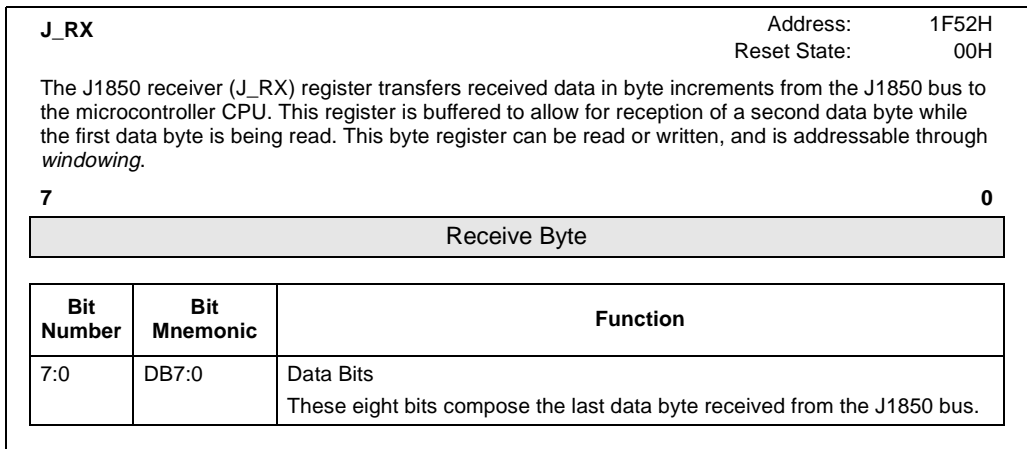 J_RX Address: 1F52H
Reset State: 00H
The J1850 receiver (J_RX) register transfers received data in byte increments from the J1850 bus to
the microcontroller CPU. This register is buffered to allow for reception of a second data byte while
the first data byte is being read. This byte register can be read or written, and is addressable through
windowing.
7 0
Receive Byte
Bit Number Bit Mnemonic Function
7:0 DB7:0 Data Bits
These eight bits compose the last data byte received from the J1850 bus.